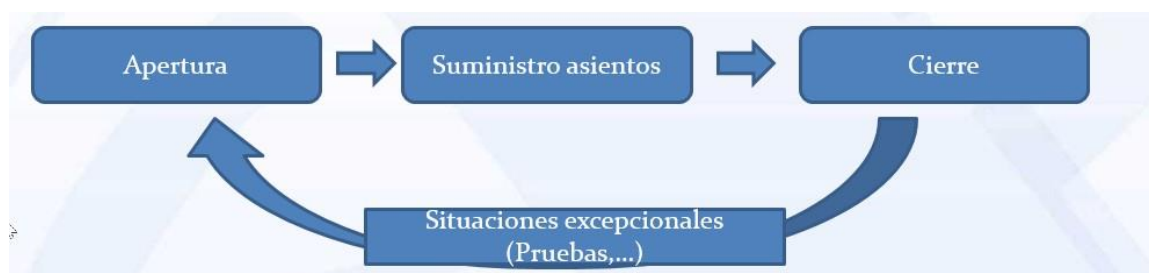 Apertura
Suministro asientos
Cierre
Situaciones excepcionales
(Pruebas,...)